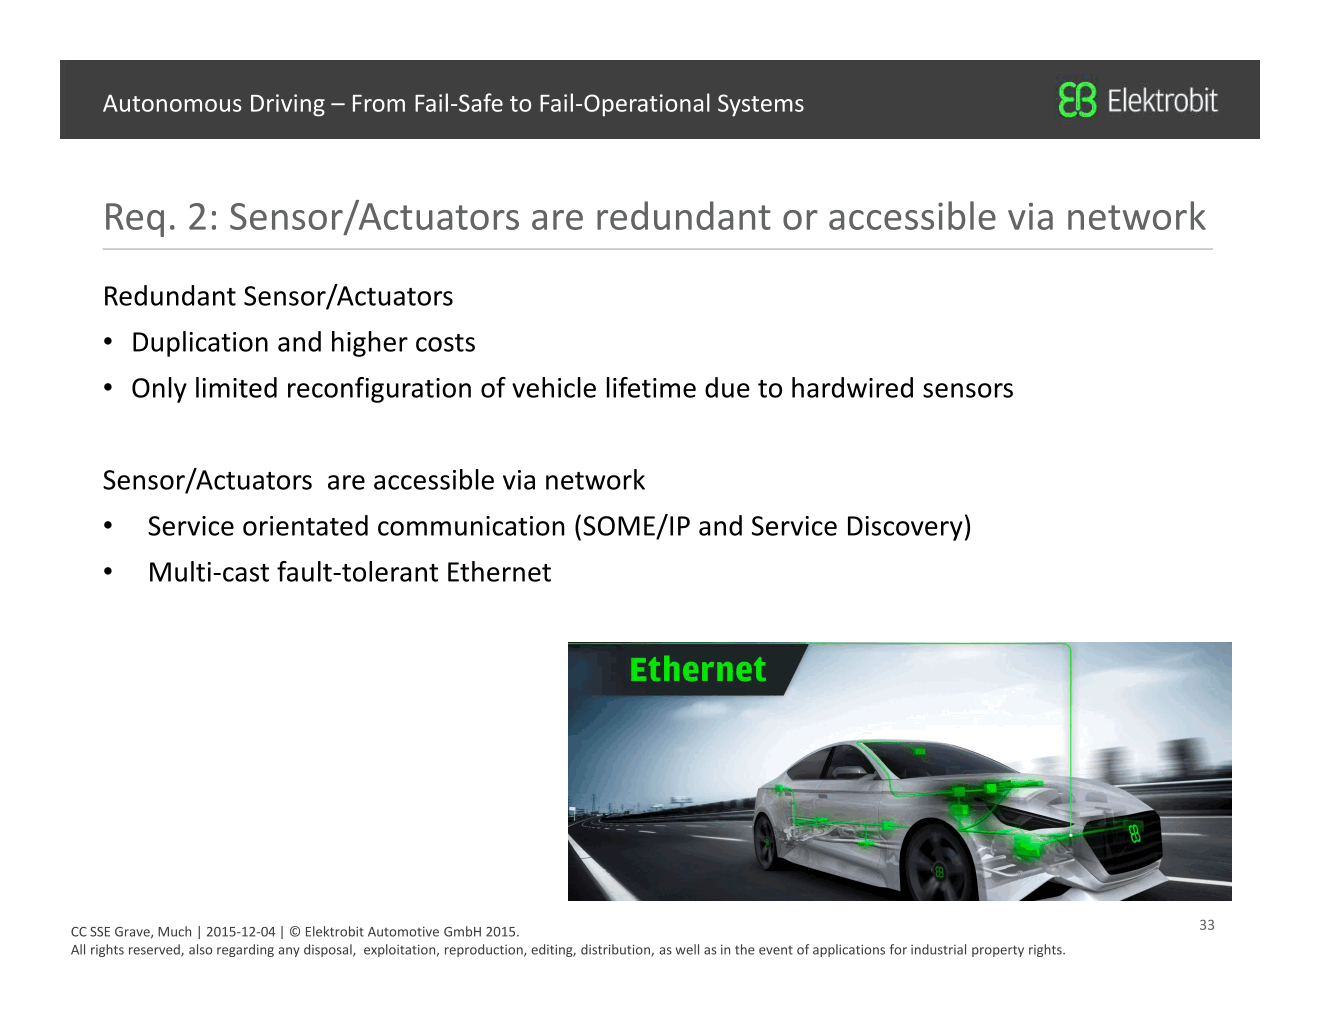 Autonomous Driving – From Fail-Safe to Fail-Operational Systems
Elektrobit
Req. 2: Sensor/Actuators are redundant or accessible via network
Redundant Sensor/Actuators
• Duplication and higher costs
• Only limited reconfiguration of vehicle lifetime due to hardwired sensors
Sensor/Actuators  are accessible via network
• Service orientated communication (SOME/IP and Service Discovery)
• Multi-cast fault-tolerant Ethernet
Ethernet
CC SSE Grave, Much | 2015-12-04 | © Elektrobit Automotive GmbH 2015.
All rights reserved, also regarding any disposal,  exploitation, reproduction, editing, distribution, as well as in the event of applications for industrial property rights.
33